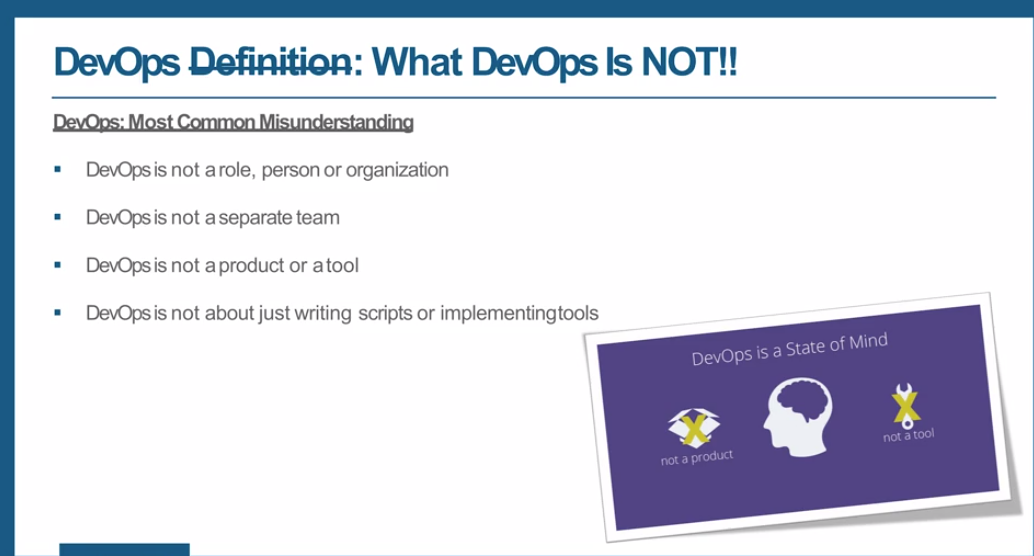 DevOps Definition: What DevOps Is NOT!!
DevOps: Most Common Misunderstanding
▪ DevOps is not a role, person or organization
▪ DevOps is not a separate team
▪ DevOps is not a product or a tool
▪ DevOps is not about just writing scripts or implementing tools
DevOps is a State of Mind
X
X
not a product
not a tool